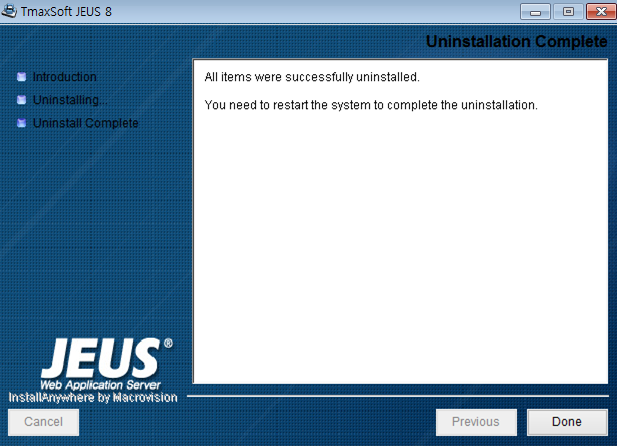 TmaxSoft JEUS 8
Uninstallation Complete
Introduction
Uninstalling...
Uninstall Complete
All items were successfully uninstalled.
You need to restart the system to complete the uninstallation.
JEUS®
Web Application Server
InstallAnywhere by Macrovision
Cancel
Previous
Done